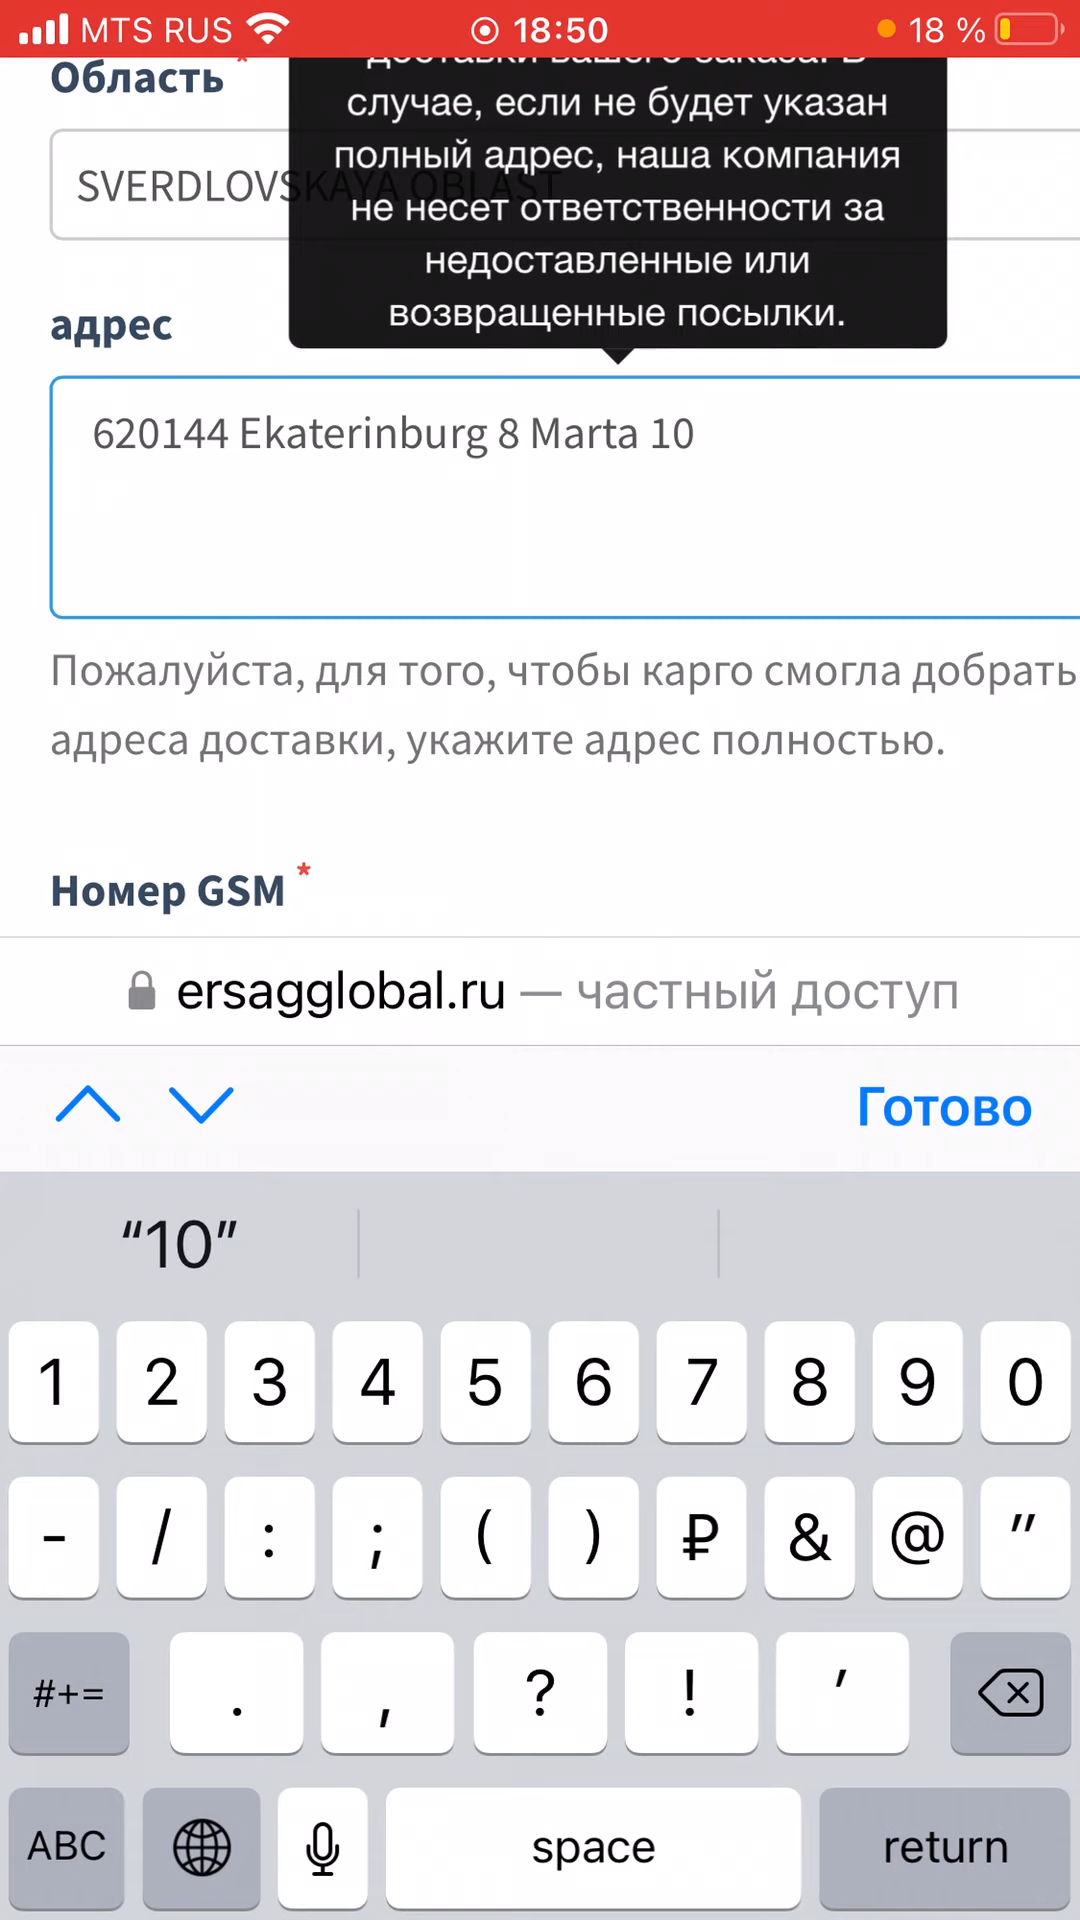 MTS RUS 18:50 18 %
Область *
доставки вашего заказа. В
случае, если не будет указан
полный адрес, наша компания
SVERDLOVSKAYA OBLAST
не несет ответственности за
недоставленные или
возвращенные посылки.
адрес
620144 Ekaterinburg 8 Marta 10
Пожалуйста, для того, чтобы карго смогла добрать
адреса доставки, укажите адрес полностью.
Номер GSM *
ersagglobal.ru — частный доступ
Готово
“10”
1 2 3 4 5 6 7 8 9 0
- / : ; ( ) ₽ & @ "
#+= . , ? ! '
ABC space return